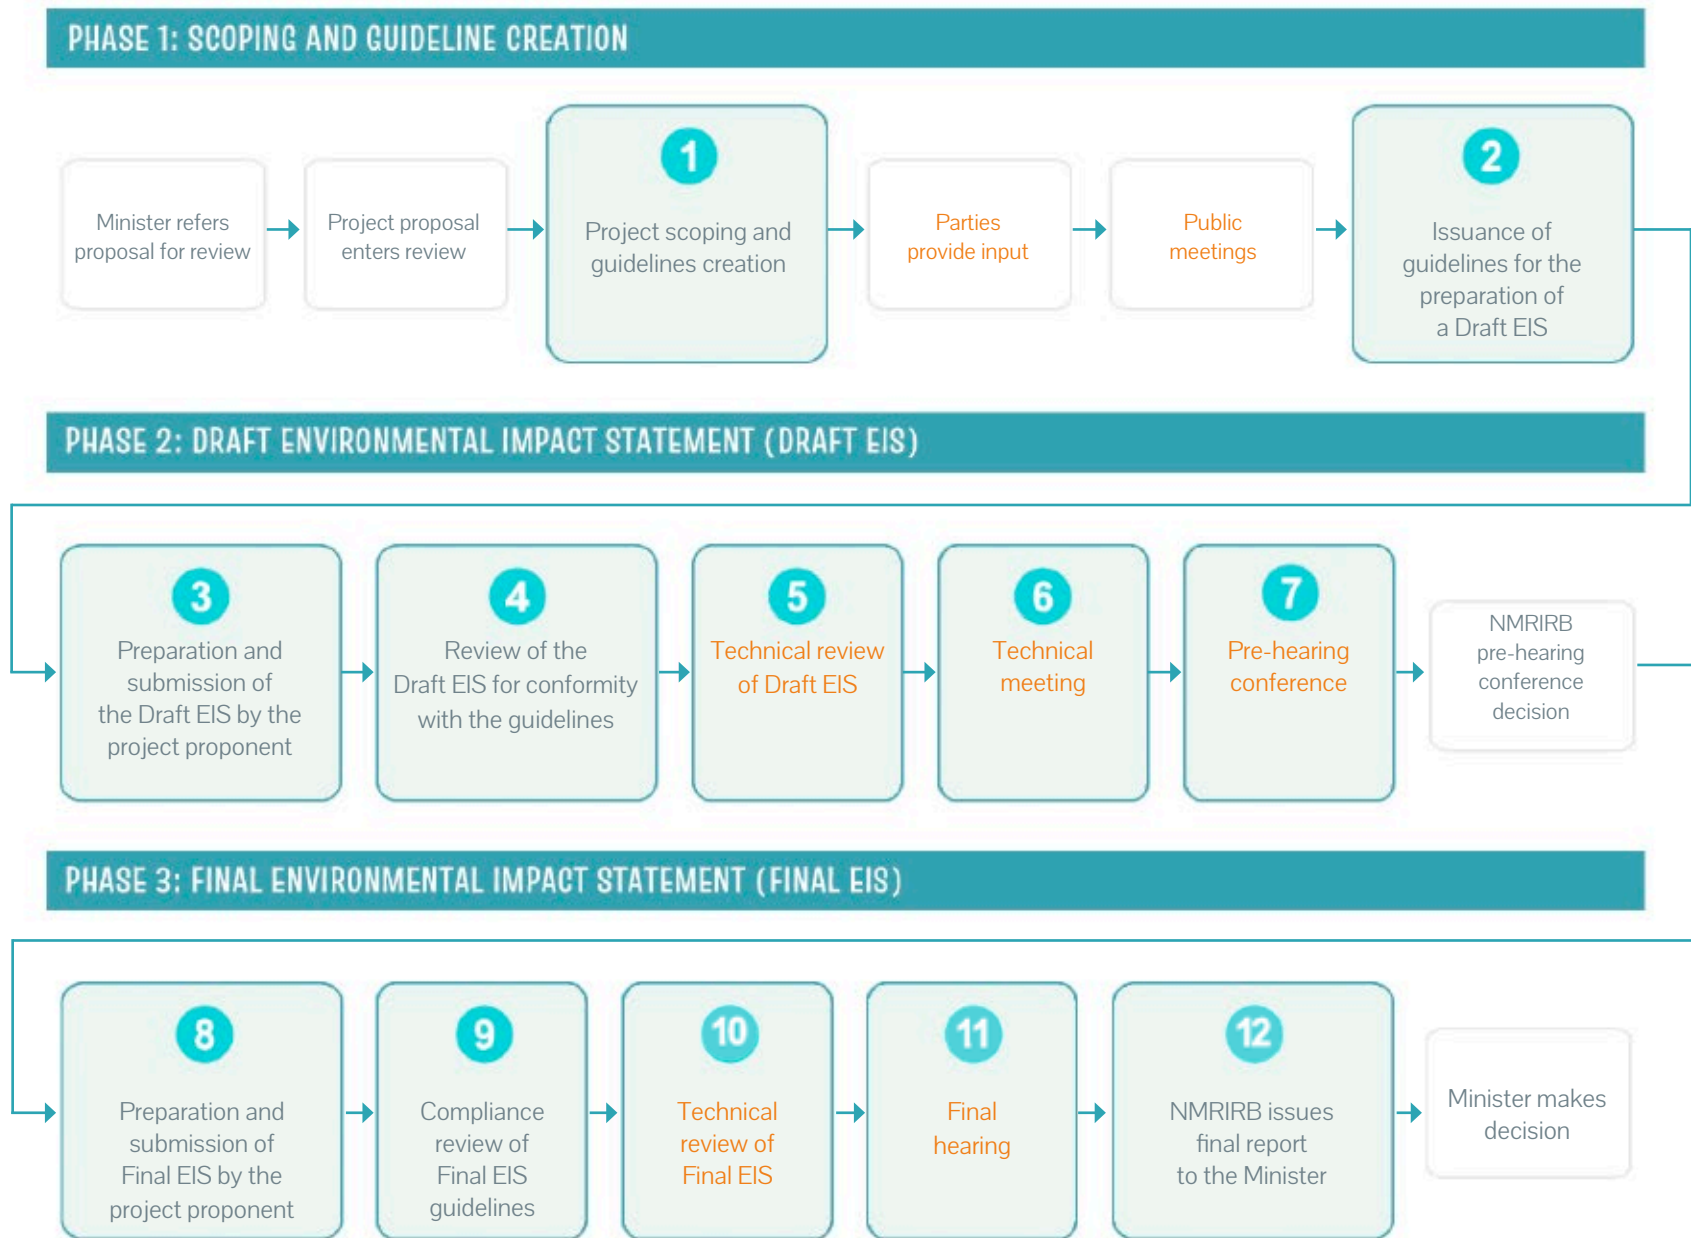 PHASE 1: SCOPING AND GUIDELINE CREATION
Minister refers
proposal for review
Project proposal
enters review
1
Project scoping and
guidelines creation
Parties
provide input
Public
meetings
2
Issuance of
guidelines for the
preparation of
a Draft EIS
PHASE 2: DRAFT ENVIRONMENTAL IMPACT STATEMENT (DRAFT EIS)
3
Preparation and
submission of
the Draft EIS by the
project proponent
4
Review of the
Draft EIS for conformity
with the guidelines
5
Technical review
of Draft EIS
6
Technical
meeting
7
Pre-hearing
conference
NMRIRB
pre-hearing
conference
decision
PHASE 3: FINAL ENVIRONMENTAL IMPACT STATEMENT (FINAL EIS)
8
Preparation and
submission of
Final EIS by the
project proponent
9
Compliance
review of
Final EIS
guidelines
10
Technical
review of
Final EIS
11
Final
hearing
12
NMRIRB issues
final report
to the Minister
Minister makes
decision